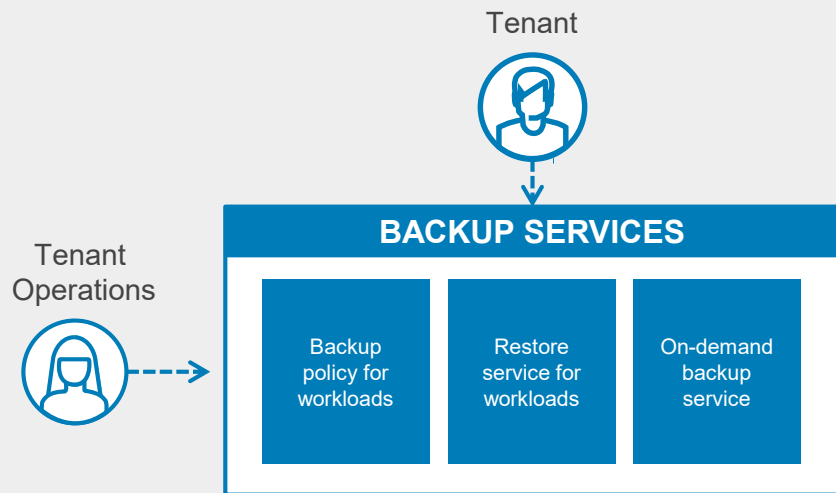 Tenant
BACKUP SERVICES
Tenant
Operations
Backup
policy for
workloads
Restore
service for
workloads
On-demand
backup
service